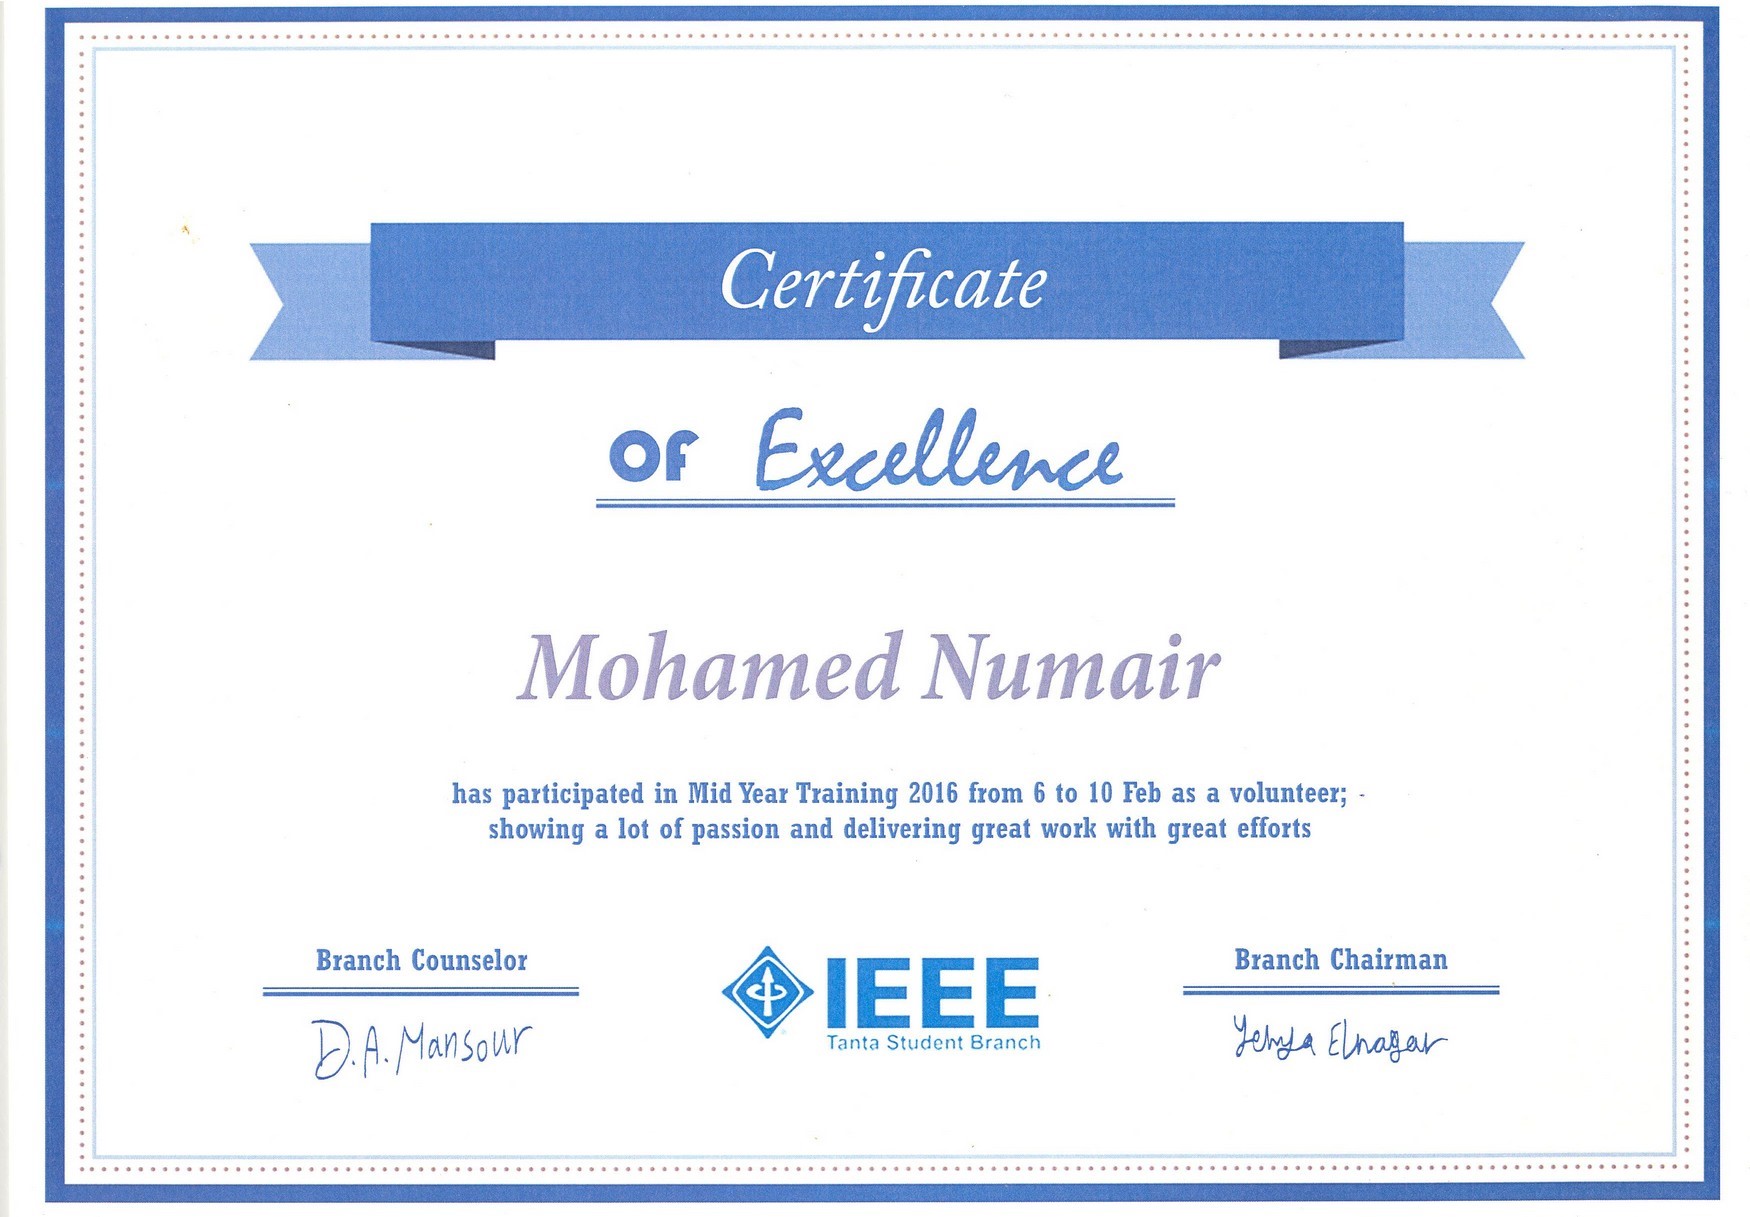 Certificate
OF Excellence
Mohamed Numair
has participated in Mid Year Training 2016 from 6 to 10 Feb as a volunteer; -
showing a lot of passion and delivering great work with great efforts
Branch Counselor
D.A. Mansour
IEEE
Tanta Student Branch
Branch Chairman
Yehya Elnagar